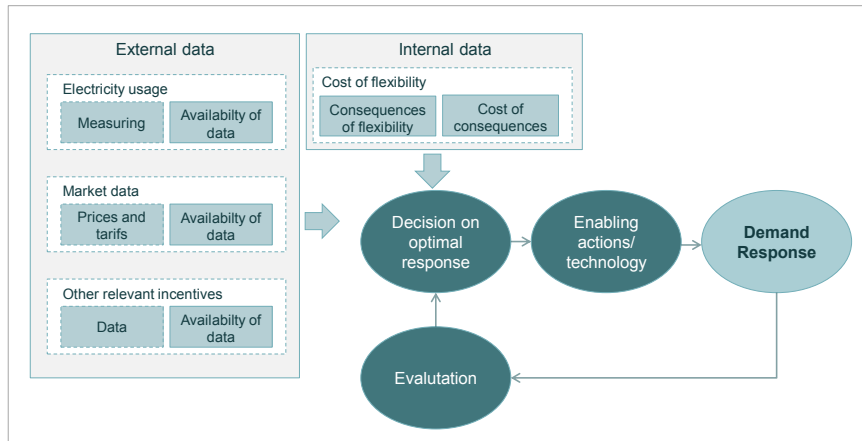 External data
Electricity usage
Measuring
Availabilty of
data
Market data
Prices and
tarifs
Availabilty of
data
Other relevant incentives
Data
Availabilty of
data
Internal data
Cost of flexibility
Consequences
of flexibility
Cost of
consequences
Decision on
optimal
response
Enabling
actions/
technology
Demand
Response
Evalutation